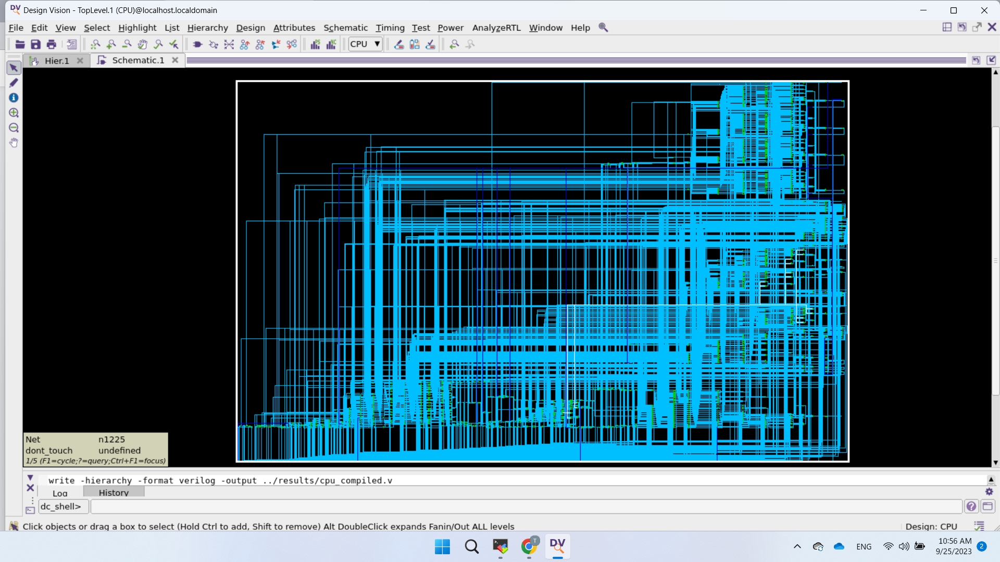 Design Vision - TopLevel.1 (CPU)@localhost.localdomain
File Edit View Select Highlight List Hierarchy Design Attributes Schematic Timing Test Power AnalyzeRTL Window Help
PS NC CPU
Hier.1 Schematic.1
Net n1225
dont_touch undefined
1/5 (F1=cycle;?=query;Ctrl+F1=focus)
write -hierarchy -format verilog -output ../results/cpu_compiled.v
Log History
dc_shell>
Click objects or drag a box to select (Hold Ctrl to add, Shift to remove) Alt DoubleClick expands Fanin/Out ALL levels Design: CPU
T DV ENG 10:56 AM
9/25/2023 2